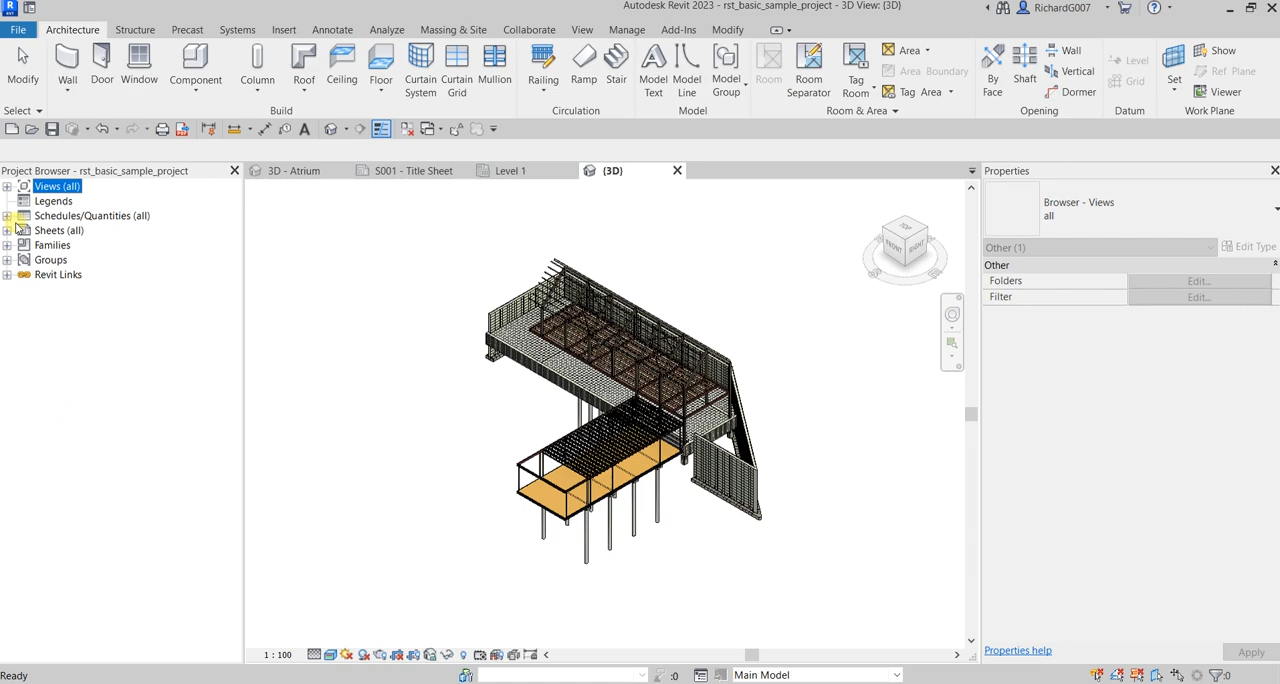 Autodesk Revit 2023 - rst_basic_sample_project - 3D View: {3D}
RichardG007
File Architecture Structure Precast Systems Insert Annotate Analyze Massing & Site Collaborate View Manage Add-Ins Modify
Modify Wall Door Window Component Column Roof Ceiling Floor Curtain System Curtain Grid Mullion Railing Ramp Stair Model Text Model Line Model Group Room Room Separator Tag Room Area Area Boundary Tag Area By Face Shaft Wall Vertical Dormer Level Grid Set Show Ref Plane Viewer
Select Build Circulation Model Room & Area Opening Datum Work Plane
Project Browser - rst_basic_sample_project
3D - Atrium S001 - Title Sheet Level 1 {3D}
Views (all)
Legends
Schedules/Quantities (all)
Sheets (all)
Families
Groups
Revit Links
TOP
FRONT RIGHT
Properties
Browser - Views
all
Other (1) Edit Type
Other
Folders Edit...
Filter Edit...
Properties help Apply
1 : 100
Ready :0 Main Model :0